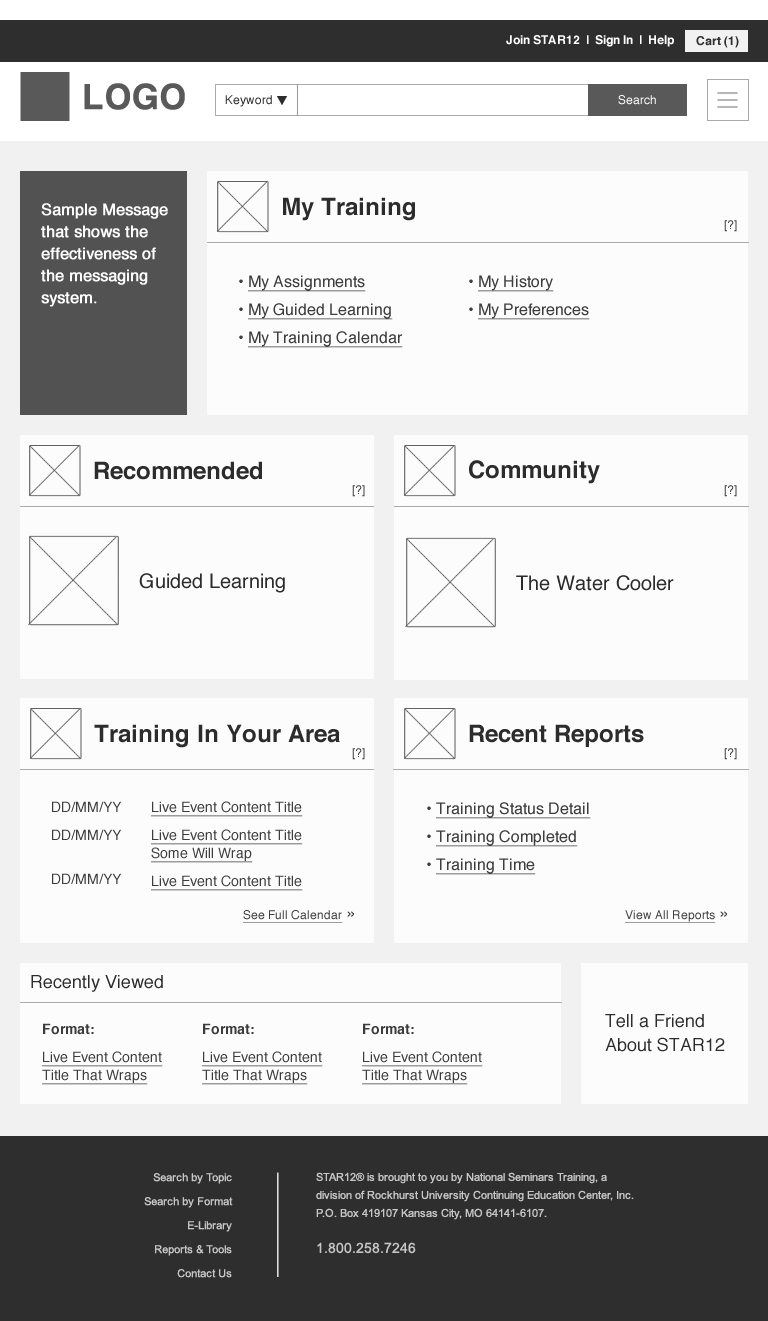 Join STAR12 | Sign In | Help Cart (1)
LOGO
Keyword ▼
Search
Sample Message
that shows the
effectiveness of
the messaging
system.
My Training
[?]
• My Assignments
• My Guided Learning
• My Training Calendar
• My History
• My Preferences
Recommended
[?]
Guided Learning
Community
[?]
The Water Cooler
Training In Your Area
[?]
DD/MM/YY Live Event Content Title
DD/MM/YY Live Event Content Title
Some Will Wrap
DD/MM/YY Live Event Content Title
See Full Calendar »
Recent Reports
[?]
• Training Status Detail
• Training Completed
• Training Time
View All Reports »
Recently Viewed
Format:
Live Event Content
Title That Wraps
Format:
Live Event Content
Title That Wraps
Format:
Live Event Content
Title That Wraps
Tell a Friend
About STAR12
Search by Topic
Search by Format
E-Library
Reports & Tools
Contact Us
STAR12® is brought to you by National Seminars Training, a
division of Rockhurst University Continuing Education Center, Inc.
P.O. Box 419107 Kansas City, MO 64141-6107.
1.800.258.7246